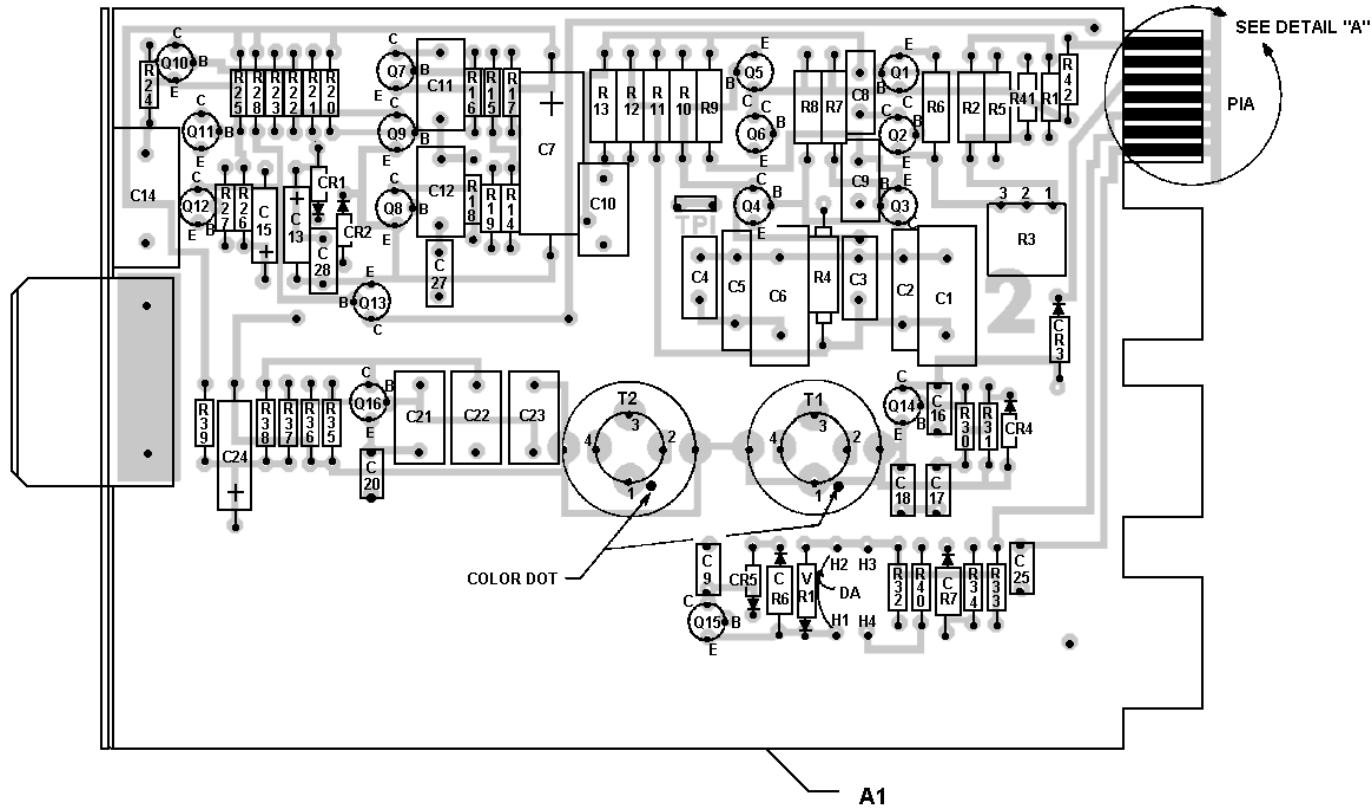 SEE DETAIL "A"
PIA
C Q10 B E
R24
R25
R28
R23
R22
R21
R20
C Q7 B E
C11
R16
R15
R17
+
C7
R13
R12
R11
R10
R9
E Q5 B C
R8
R7
C8
E Q1 B C
R6
R2
R5
R41
R1
R42
C Q11 B E
C Q9 B E
C Q6 B E
C Q2 B E
C14
C Q12 B E
R27
R26
C15
+
+
C13
CR1
CR2
C28
C Q8 B E
C12
R18
R19
R14
C10
C27
TPI
C Q4 B E
C9
E Q3 B C
3 2 1
R3
C4
C5
C6
R4
C3
C2
C1
2
CR3
E
B Q13
C
R39
C24
+
R38
R37
R36
R35
C Q16 B E
C20
C21
C22
C23
T2
3
4 2
1
T1
3
4 2
1
C Q14 B E
C16
R30
R31
CR4
C18
C17
COLOR DOT
C9
CR5
CR6
VR1
H2 H3
DA
H1 H4
R32
R40
CR7
R34
R33
C25
C Q15 B E
A1